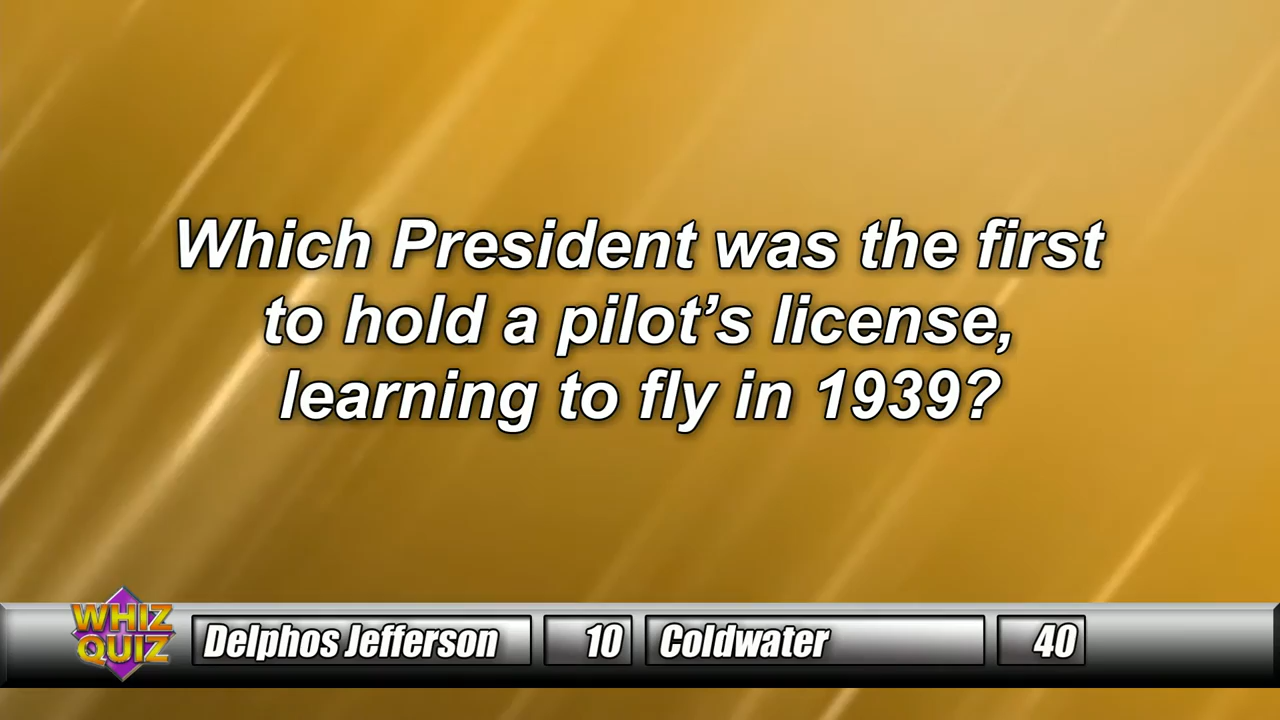 Which President was the first
to hold a pilot’s license,
learning to fly in 1939?
WHIZ
QUIZ
Delphos Jefferson 10 Coldwater 40